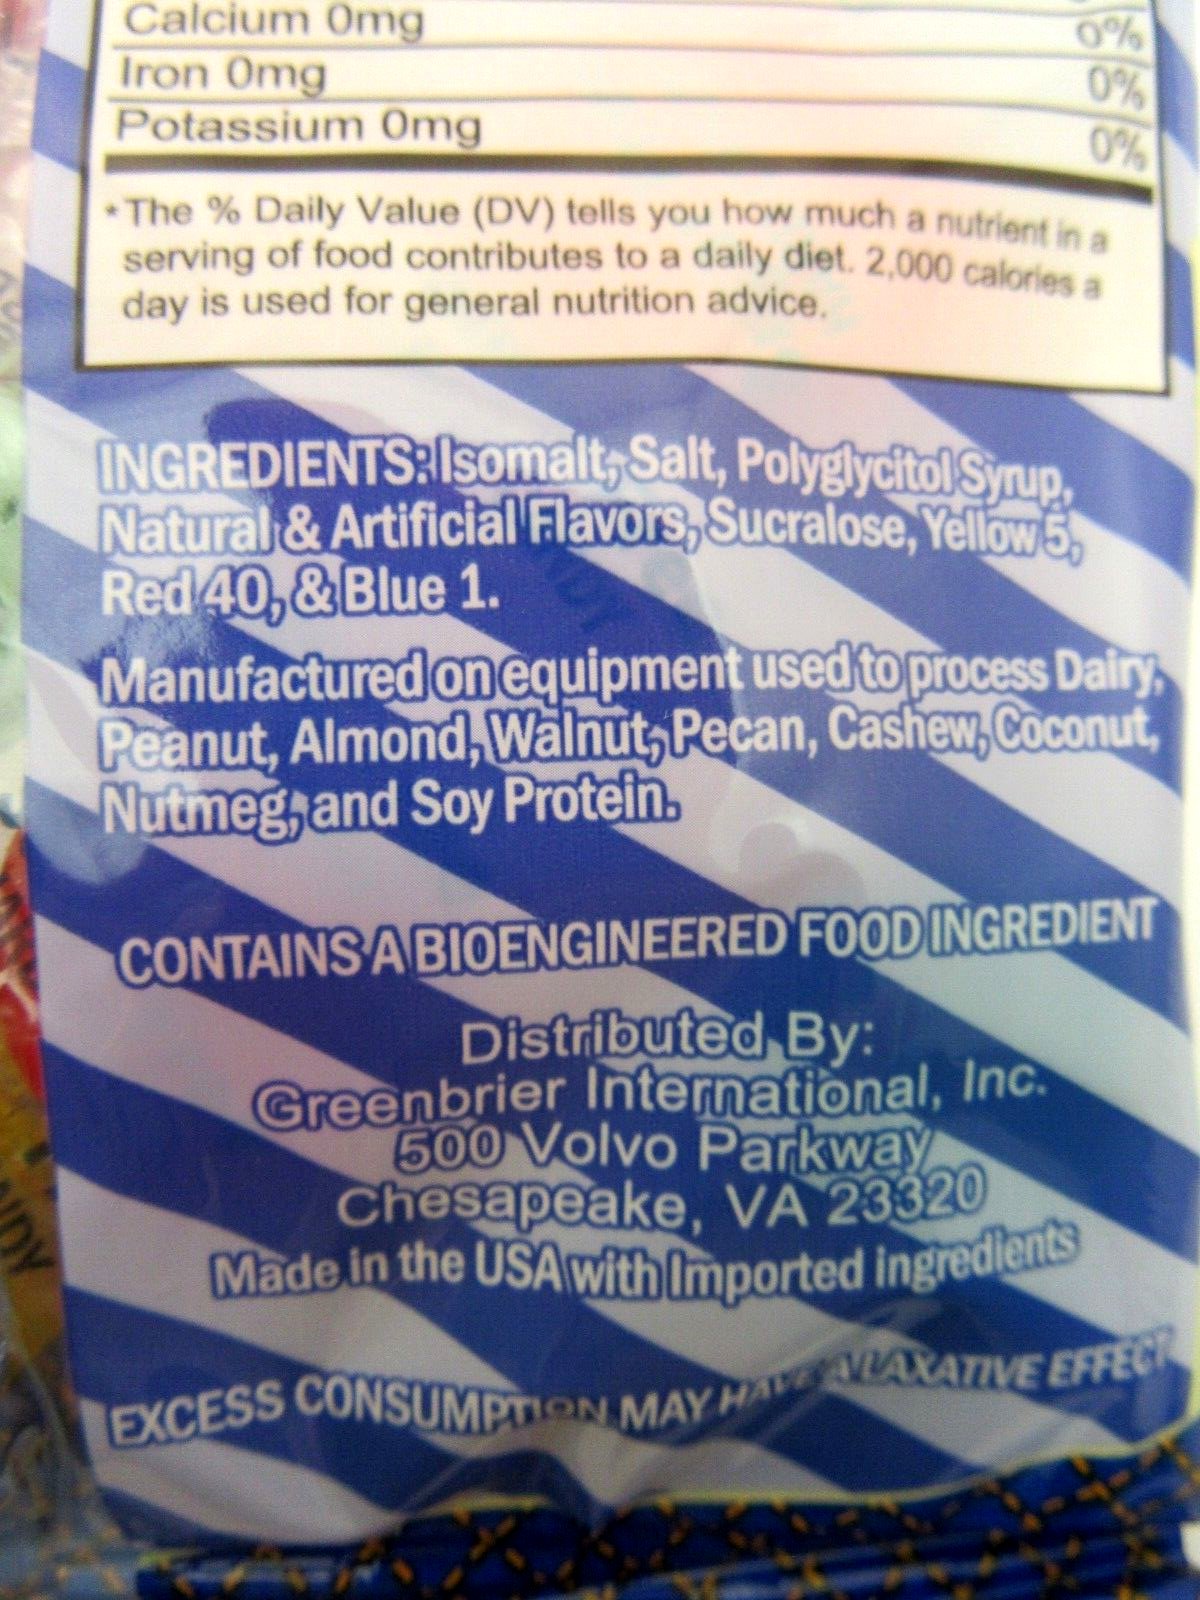 Calcium 0mg 0%
Iron 0mg 0%
Potassium 0mg 0%
*The % Daily Value (DV) tells you how much a nutrient in a
serving of food contributes to a daily diet. 2,000 calories a
day is used for general nutrition advice.
INGREDIENTS: Isomalt, Salt, Polyglycitol Syrup,
Natural & Artificial Flavors, Sucralose, Yellow 5,
Red 40, & Blue 1.
Manufactured on equipment used to process Dairy,
Peanut, Almond, Walnut, Pecan, Cashew, Coconut,
Nutmeg, and Soy Protein.
CONTAINS A BIOENGINEERED FOOD INGREDIENT
Distributed By:
Greenbrier International, Inc.
500 Volvo Parkway
Chesapeake, VA 23320
Made in the USA with Imported ingredients
EXCESS CONSUMPTION MAY HAVE A LAXATIVE EFFECT